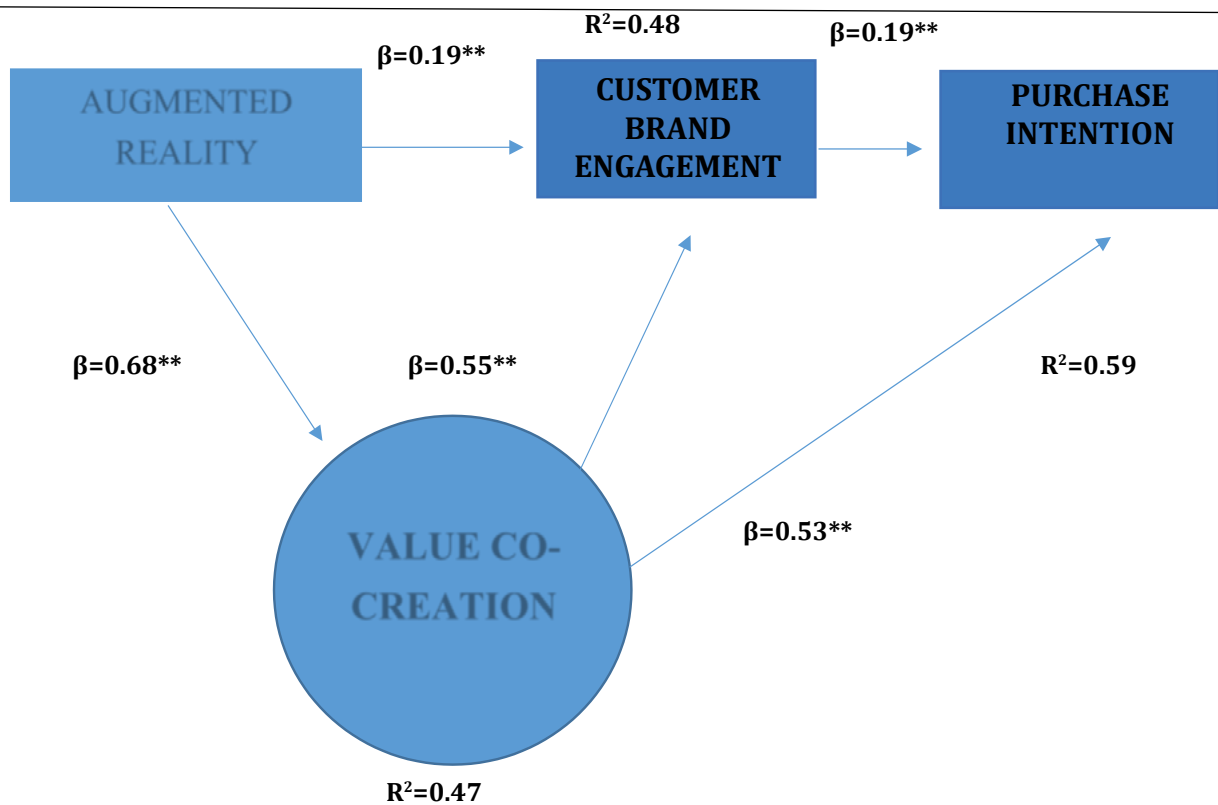 R²=0.48
β=0.19**
β=0.19**
AUGMENTED
REALITY
CUSTOMER
BRAND
ENGAGEMENT
PURCHASE
INTENTION
β=0.68**
β=0.55**
R²=0.59
β=0.53**
VALUE CO-
CREATION
R²=0.47